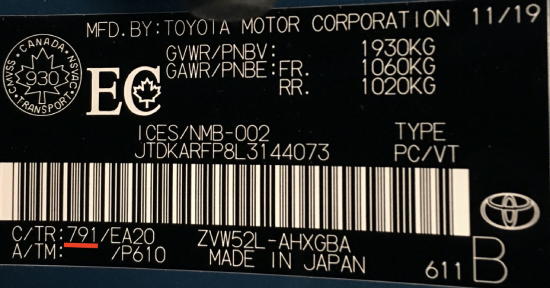 MFD. BY: TOYOTA MOTOR CORPORATION 11/19
CANADA
CMVSS 930 NSVAC
TRANSPORT
EC
GVWR/PNBV: 1930KG
GAWR/PNBE: FR. 1060KG
RR. 1020KG
ICES/NMB-002 TYPE
JTDKARFP8L3144073 PC/VT
C/TR: 791/EA20 ZVW52L-AHXGBA
A/TM: /P610 MADE IN JAPAN
611 B